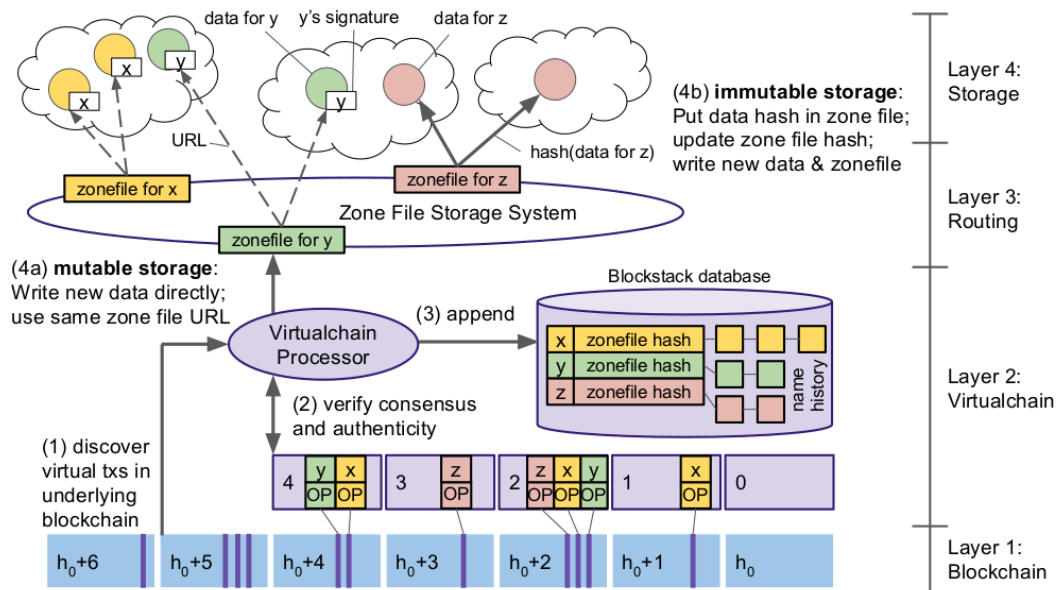 data for y
y's signature
data for z
x
x
y
y
URL
hash(data for z)
(4b) immutable storage:
Put data hash in zone file;
update zone file hash;
write new data & zonefile
Layer 4:
Storage
zonefile for x
zonefile for z
Zone File Storage System
zonefile for y
Layer 3:
Routing
(4a) mutable storage:
Write new data directly;
use same zone file URL
Virtualchain
Processor
(3) append
Blockstack database
x zonefile hash
y zonefile hash
z zonefile hash
name
history
(2) verify consensus
and authenticity
Layer 2:
Virtualchain
(1) discover
virtual txs in
underlying
blockchain
4 y x
OP OP
3 z
OP
2 z x y
OP OP OP
1 x
OP
0
h0+6 h0+5 h0+4 h0+3 h0+2 h0+1 h0
Layer 1:
Blockchain